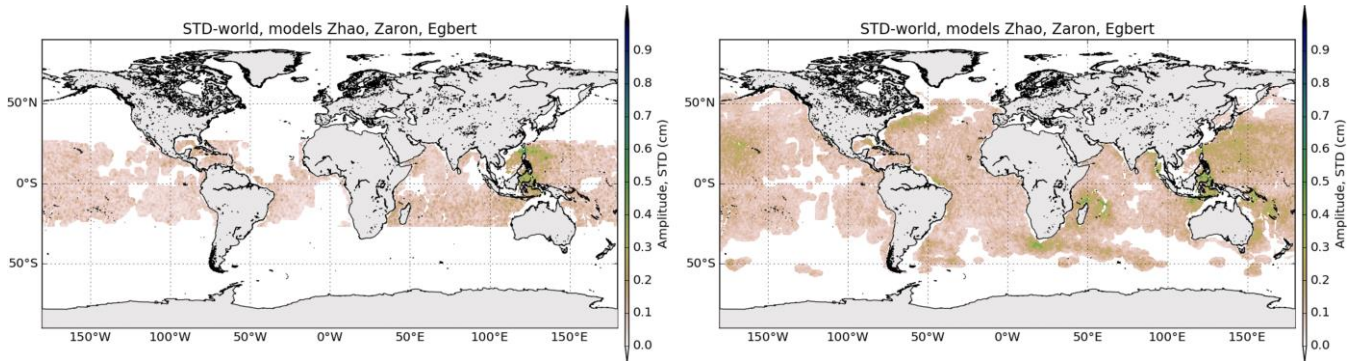 STD-world, models Zhao, Zaron, Egbert
50°N
0°S
50°S
150°W
100°W
50°W
0°W
50°E
100°E
150°E
0.9
0.8
0.7
0.6
0.5
0.4
0.3
0.2
0.1
0.0
Amplitude, STD (cm)
STD-world, models Zhao, Zaron, Egbert
50°N
0°S
50°S
150°W
100°W
50°W
0°W
50°E
100°E
150°E
0.9
0.8
0.7
0.6
0.5
0.4
0.3
0.2
0.1
0.0
Amplitude, STD (cm)